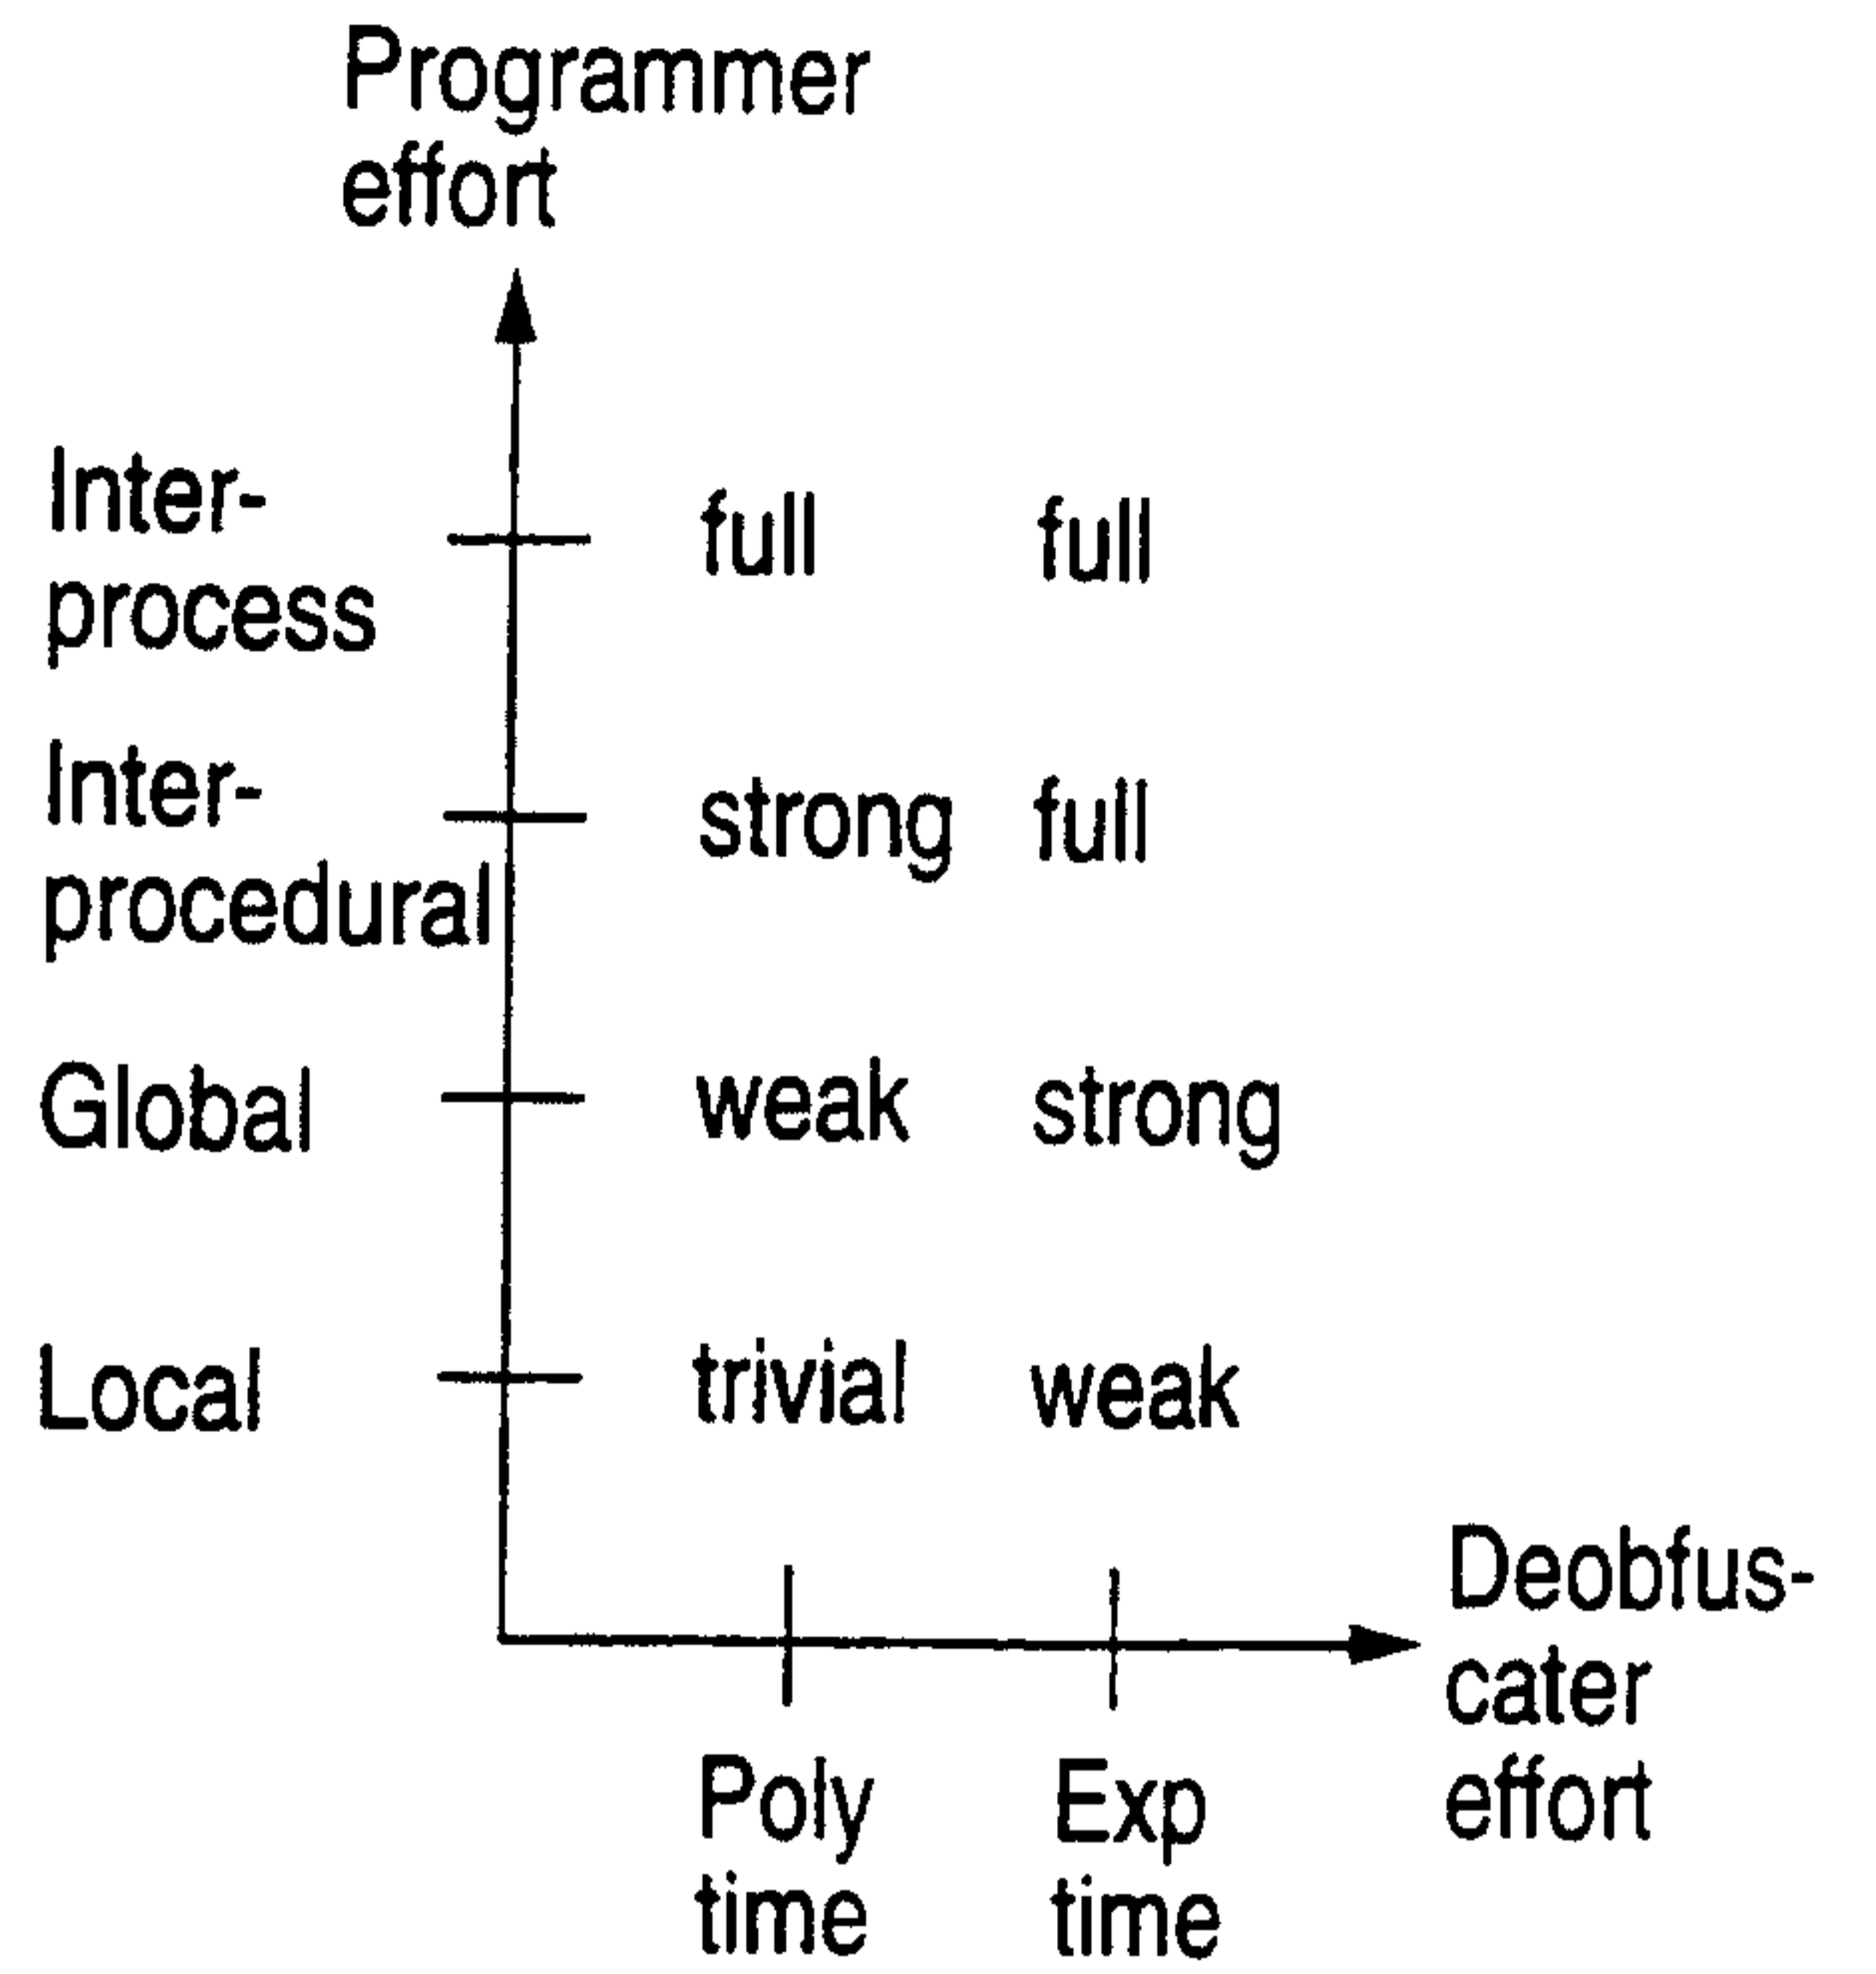 Programmer
effort
Inter-
process
full full
Inter-
procedural
strong full
Global weak strong
Local trivial weak
Deobfus-
cater
effort
Poly
time
Exp
time